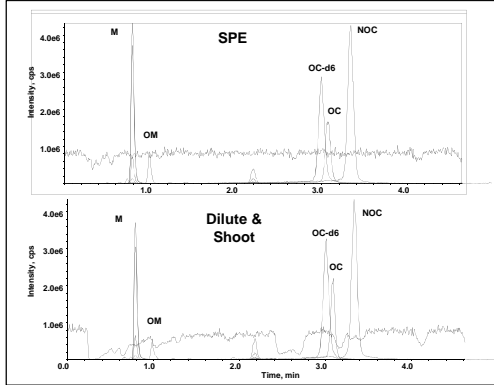 SPE
M
NOC
OC-d6
OC
OM
Intensity, cps
4.0e6
3.0e6
2.0e6
1.0e6
1.0 2.0 3.0 4.0
Dilute &
Shoot
M
NOC
OC-d6
OC
OM
Intensity, cps
4.0e6
3.0e6
2.0e6
1.0e6
0.0 1.0 2.0 3.0 4.0
Time, min